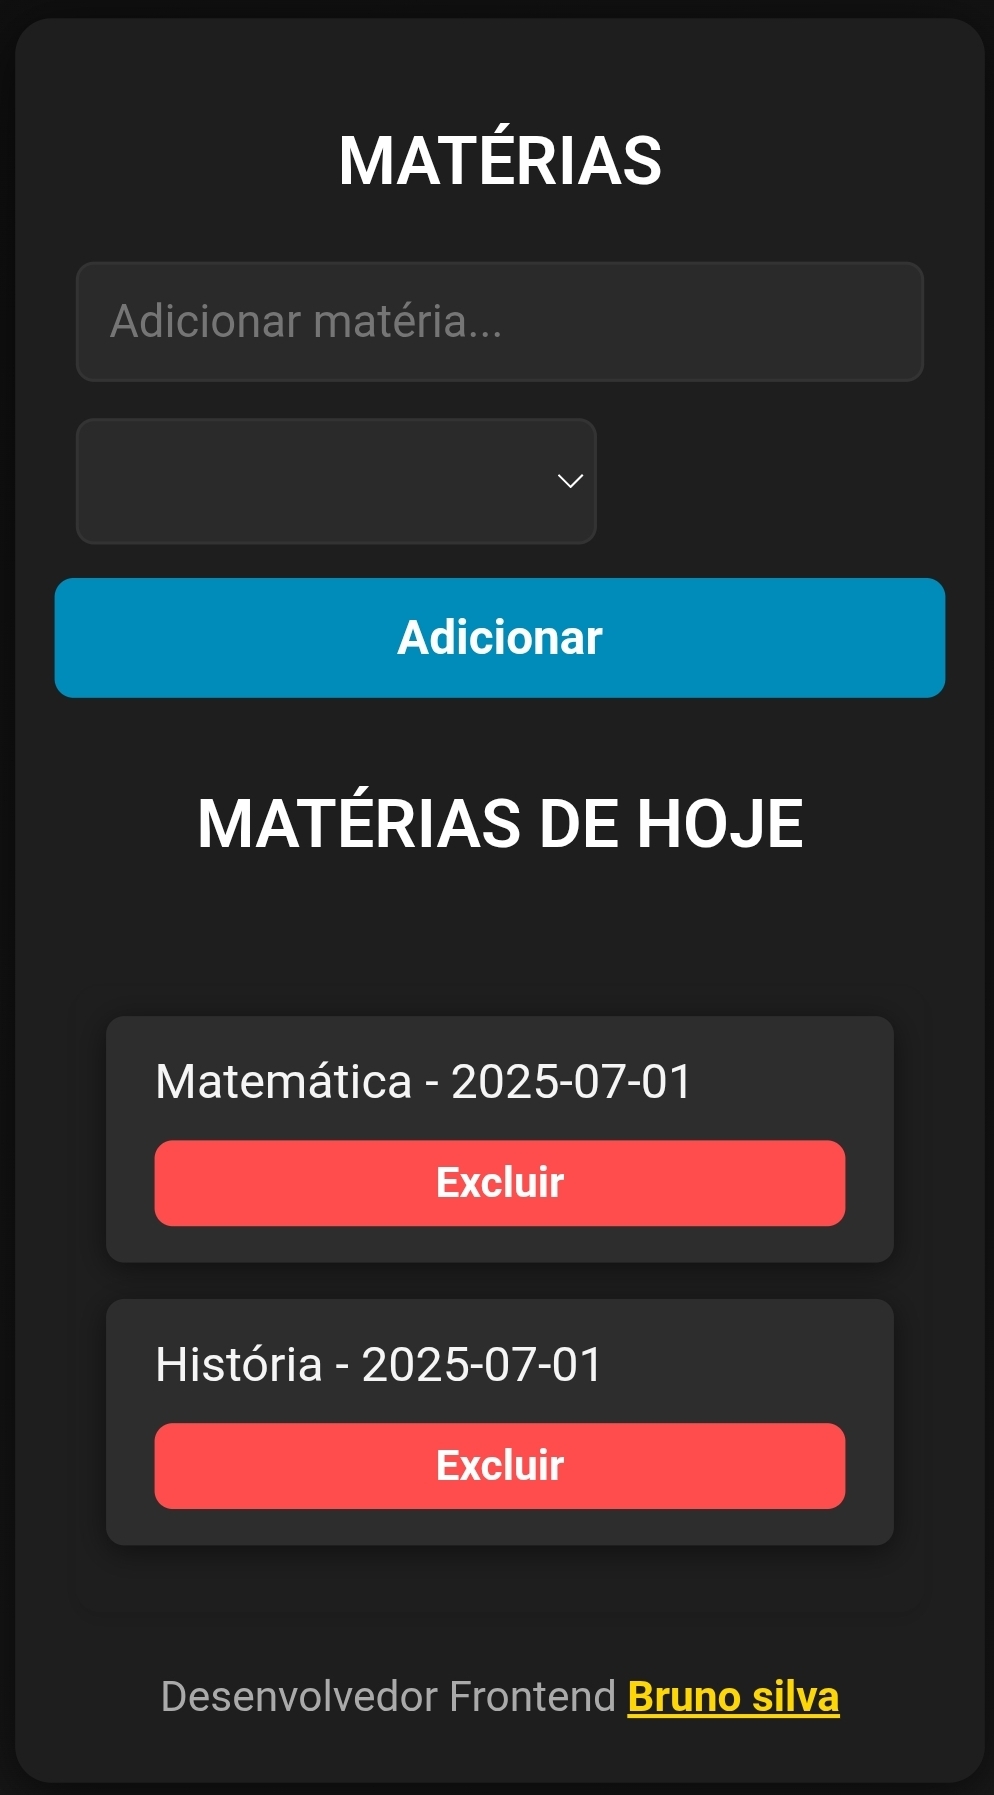 MATÉRIAS
Adicionar matéria...
Adicionar
MATÉRIAS DE HOJE
Matemática - 2025-07-01
Excluir
História - 2025-07-01
Excluir
Desenvolvedor Frontend Bruno silva